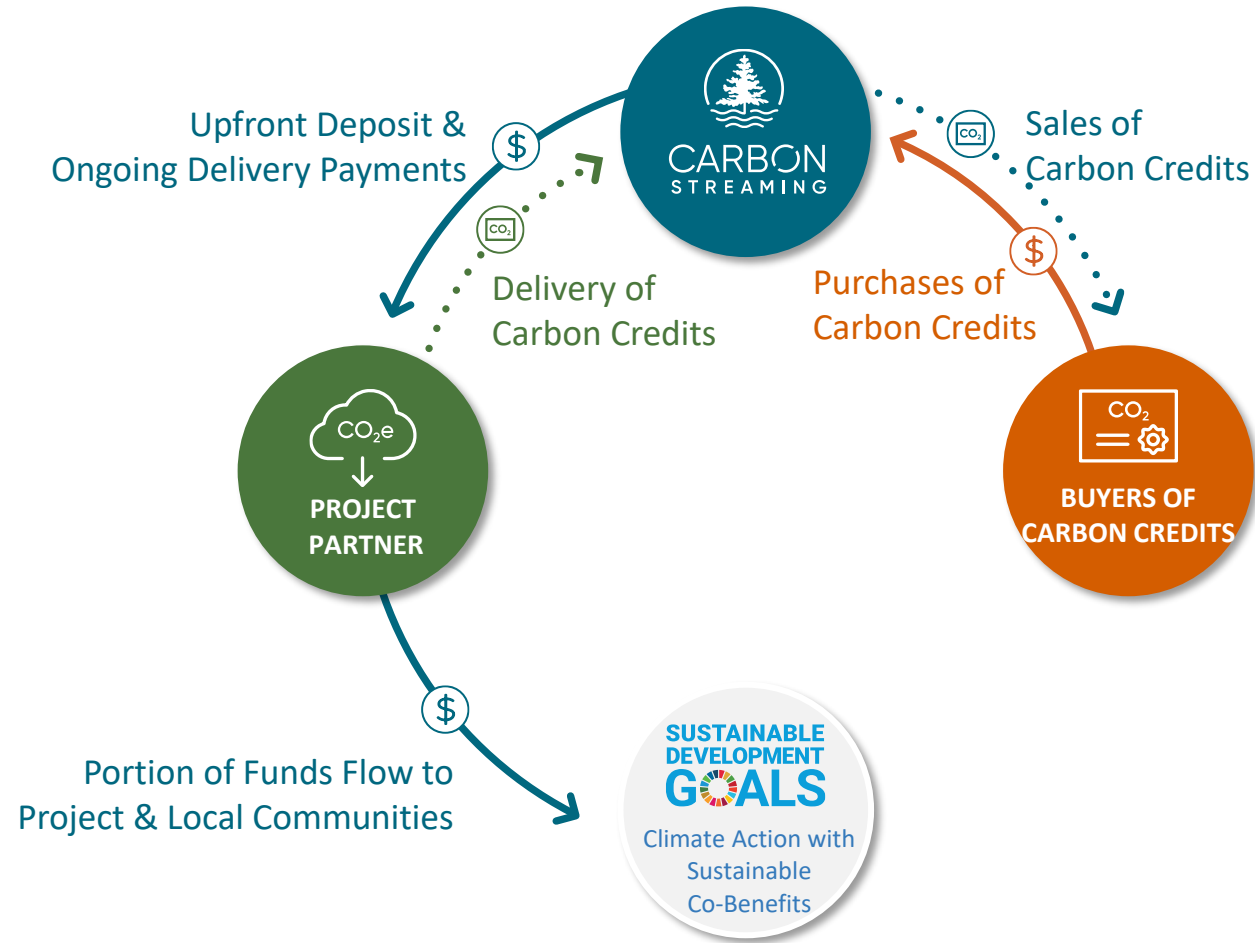 CARBON
STREAMING
Upfront Deposit &
Ongoing Delivery Payments
$
CO₂
Delivery of
Carbon Credits
CO₂
Sales of
Carbon Credits
$
Purchases of
Carbon Credits
CO₂e
PROJECT
PARTNER
CO₂
BUYERS OF
CARBON CREDITS
$
Portion of Funds Flow to
Project & Local Communities
SUSTAINABLE
DEVELOPMENT
GOALS
Climate Action with
Sustainable
Co-Benefits